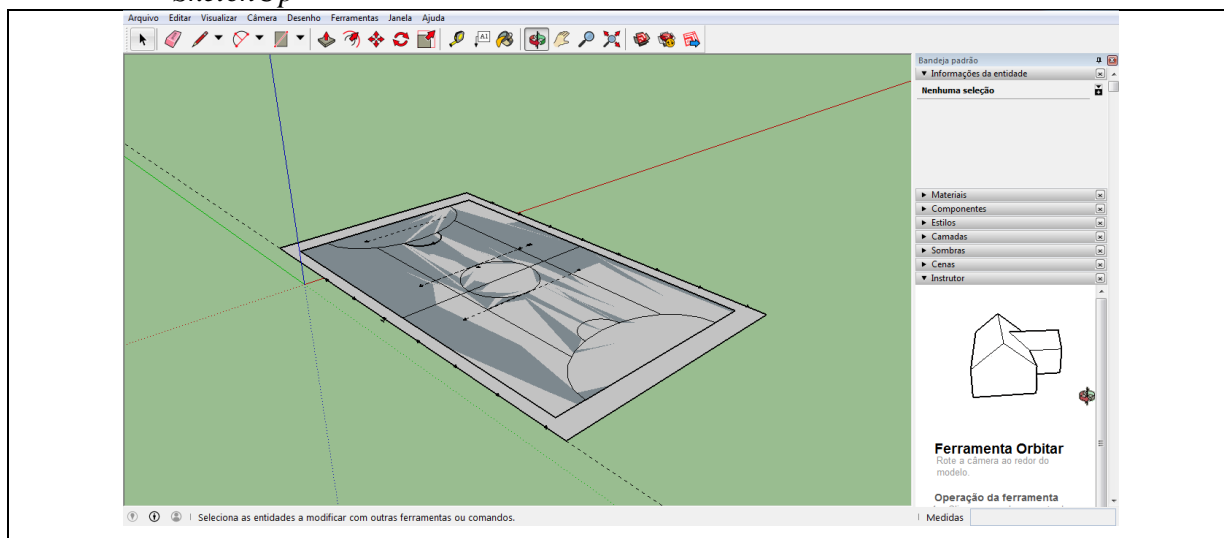 SketchUp
Arquivo Editar Visualizar Câmera Desenho Ferramentas Janela Ajuda
A1
Bandeja padrão
Informações da entidade
Nenhuma seleção
Materiais
Componentes
Estilos
Camadas
Sombras
Cenas
Instrutor
Ferramenta Orbitar
Rote a câmera ao redor do
modelo.
Operação da ferramenta
Seleciona as entidades a modificar com outras ferramentas ou comandos.
Medidas